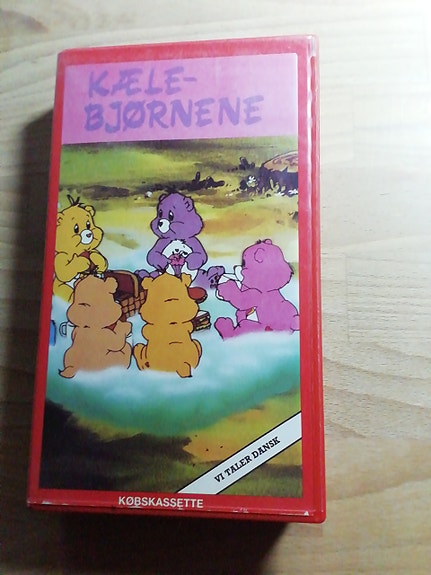 KÆLE-
BJØRNENE
VI TALER DANSK
KØBSKASSETTE